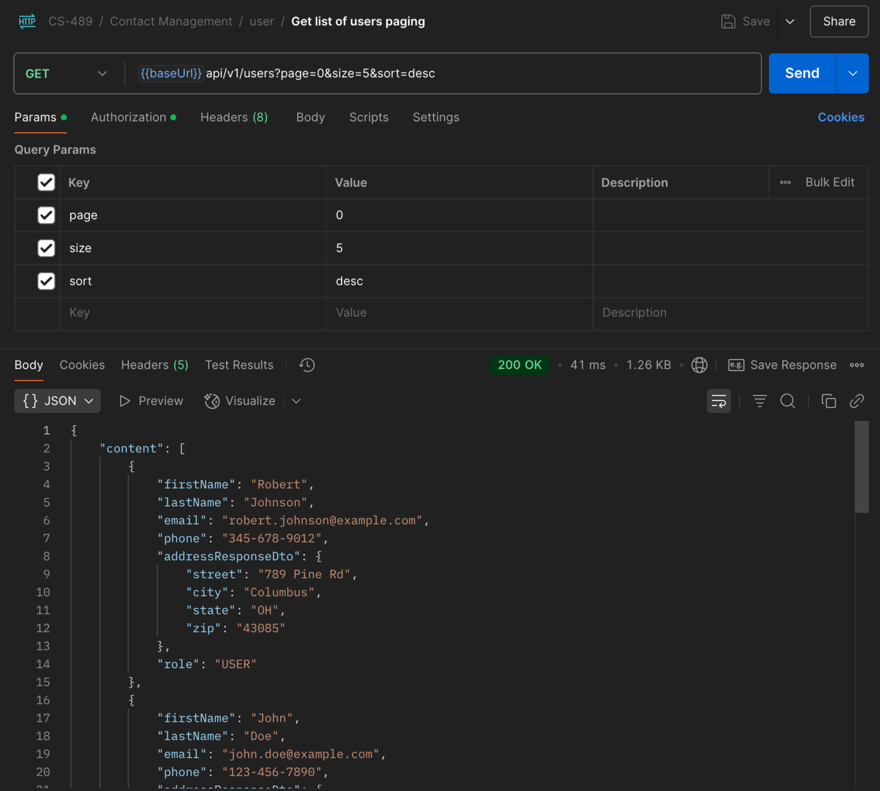 HTTP CS-489 / Contact Management / user / Get list of users paging Save Share
GET {{baseUrl}} api/v1/users?page=0&size=5&sort=desc Send
Params Authorization Headers (8) Body Scripts Settings Cookies
Query Params
Key Value Description ••• Bulk Edit
page 0
size 5
sort desc
Key Value Description
Body Cookies Headers (5) Test Results 200 OK • 41 ms • 1.26 KB • e.g. Save Response •••
{} JSON Preview Visualize
1 {
2 "content": [
3 {
4 "firstName": "Robert",
5 "lastName": "Johnson",
6 "email": "robert.johnson@example.com",
7 "phone": "345-678-9012",
8 "addressResponseDto": {
9 "street": "789 Pine Rd",
10 "city": "Columbus",
11 "state": "OH",
12 "zip": "43085"
13 },
14 "role": "USER"
15 },
16 {
17 "firstName": "John",
18 "lastName": "Doe",
19 "email": "john.doe@example.com",
20 "phone": "123-456-7890",
21 "addressResponseDto": {